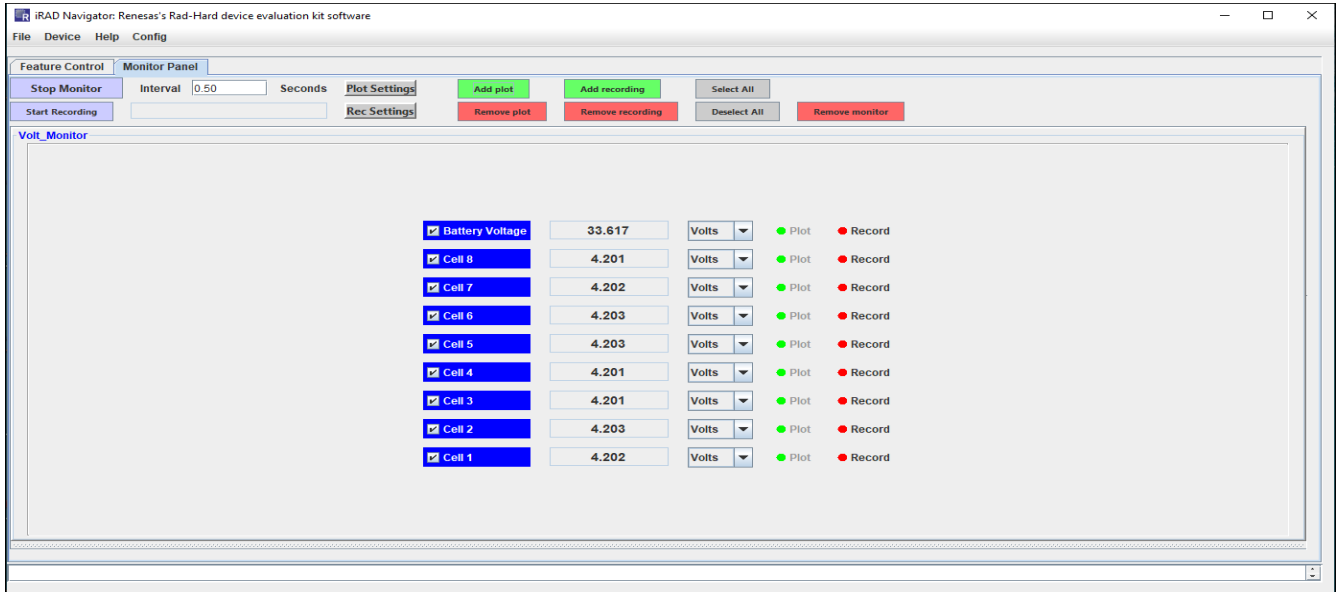 iRAD Navigator: Renesas's Rad-Hard device evaluation kit software
File Device Help Config
Feature Control Monitor Panel
Stop Monitor Interval 0.50 Seconds Plot Settings Add plot Add recording Select All
Start Recording Rec Settings Remove plot Remove recording Deselect All Remove monitor
Volt_Monitor
Battery Voltage 33.617 Volts Plot Record
Cell 8 4.201 Volts Plot Record
Cell 7 4.202 Volts Plot Record
Cell 6 4.203 Volts Plot Record
Cell 5 4.203 Volts Plot Record
Cell 4 4.201 Volts Plot Record
Cell 3 4.201 Volts Plot Record
Cell 2 4.203 Volts Plot Record
Cell 1 4.202 Volts Plot Record